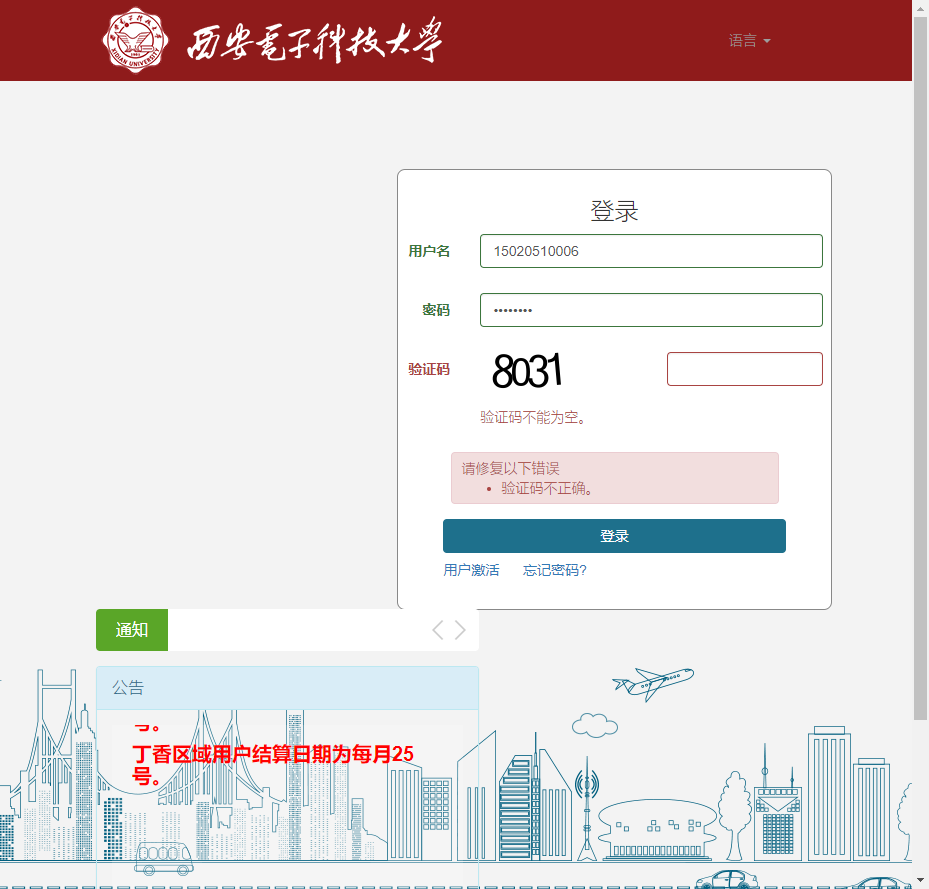 西安电子科技大学
XIDIAN UNIVERSITY
语言
登录
用户名
15020510006
密码
••••••••
验证码
8031
验证码不能为空。
请修复以下错误
• 验证码不正确。
登录
用户激活 忘记密码?
通知
公告
号。
丁香区域用户结算日期为每月25
号。